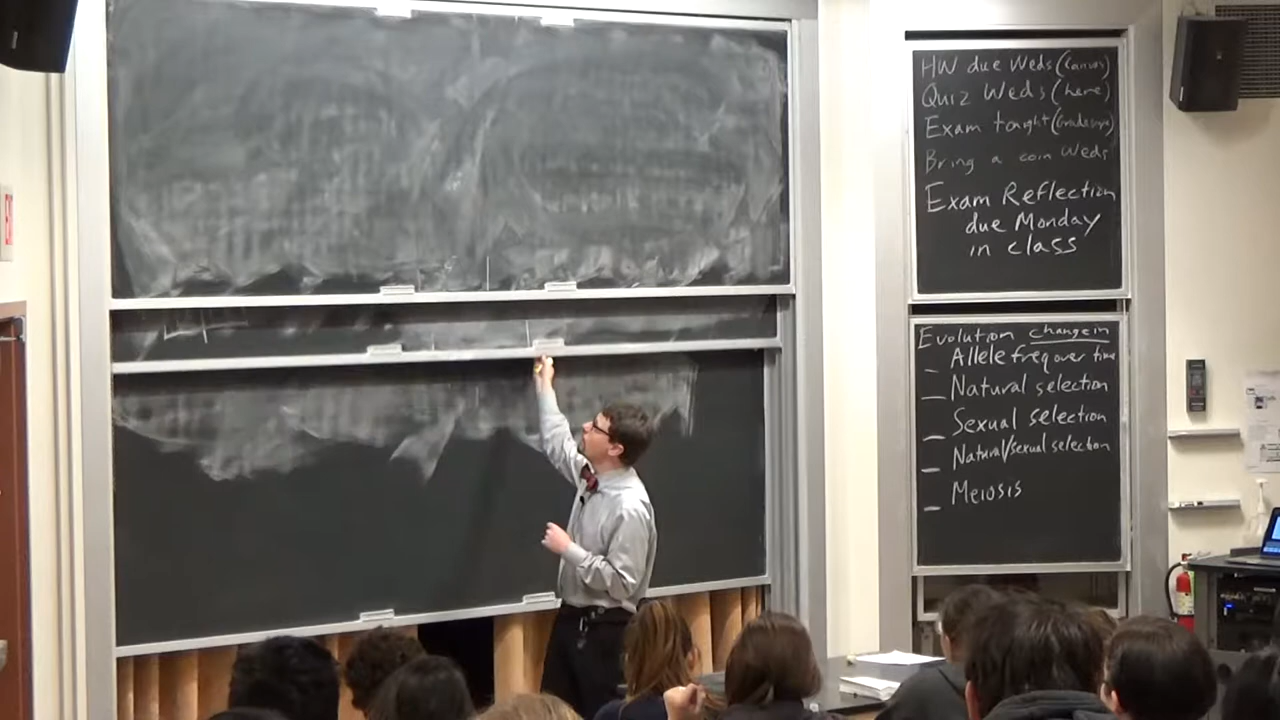 HW due Weds (Canvas)
Quiz Weds (here)
Exam tonight (Gradescope)
Bring a coin Weds
Exam Reflection
due Monday
in class
Evolution change in
Allele freq over time
Natural selection
Sexual selection
Natural/sexual selection
Meiosis